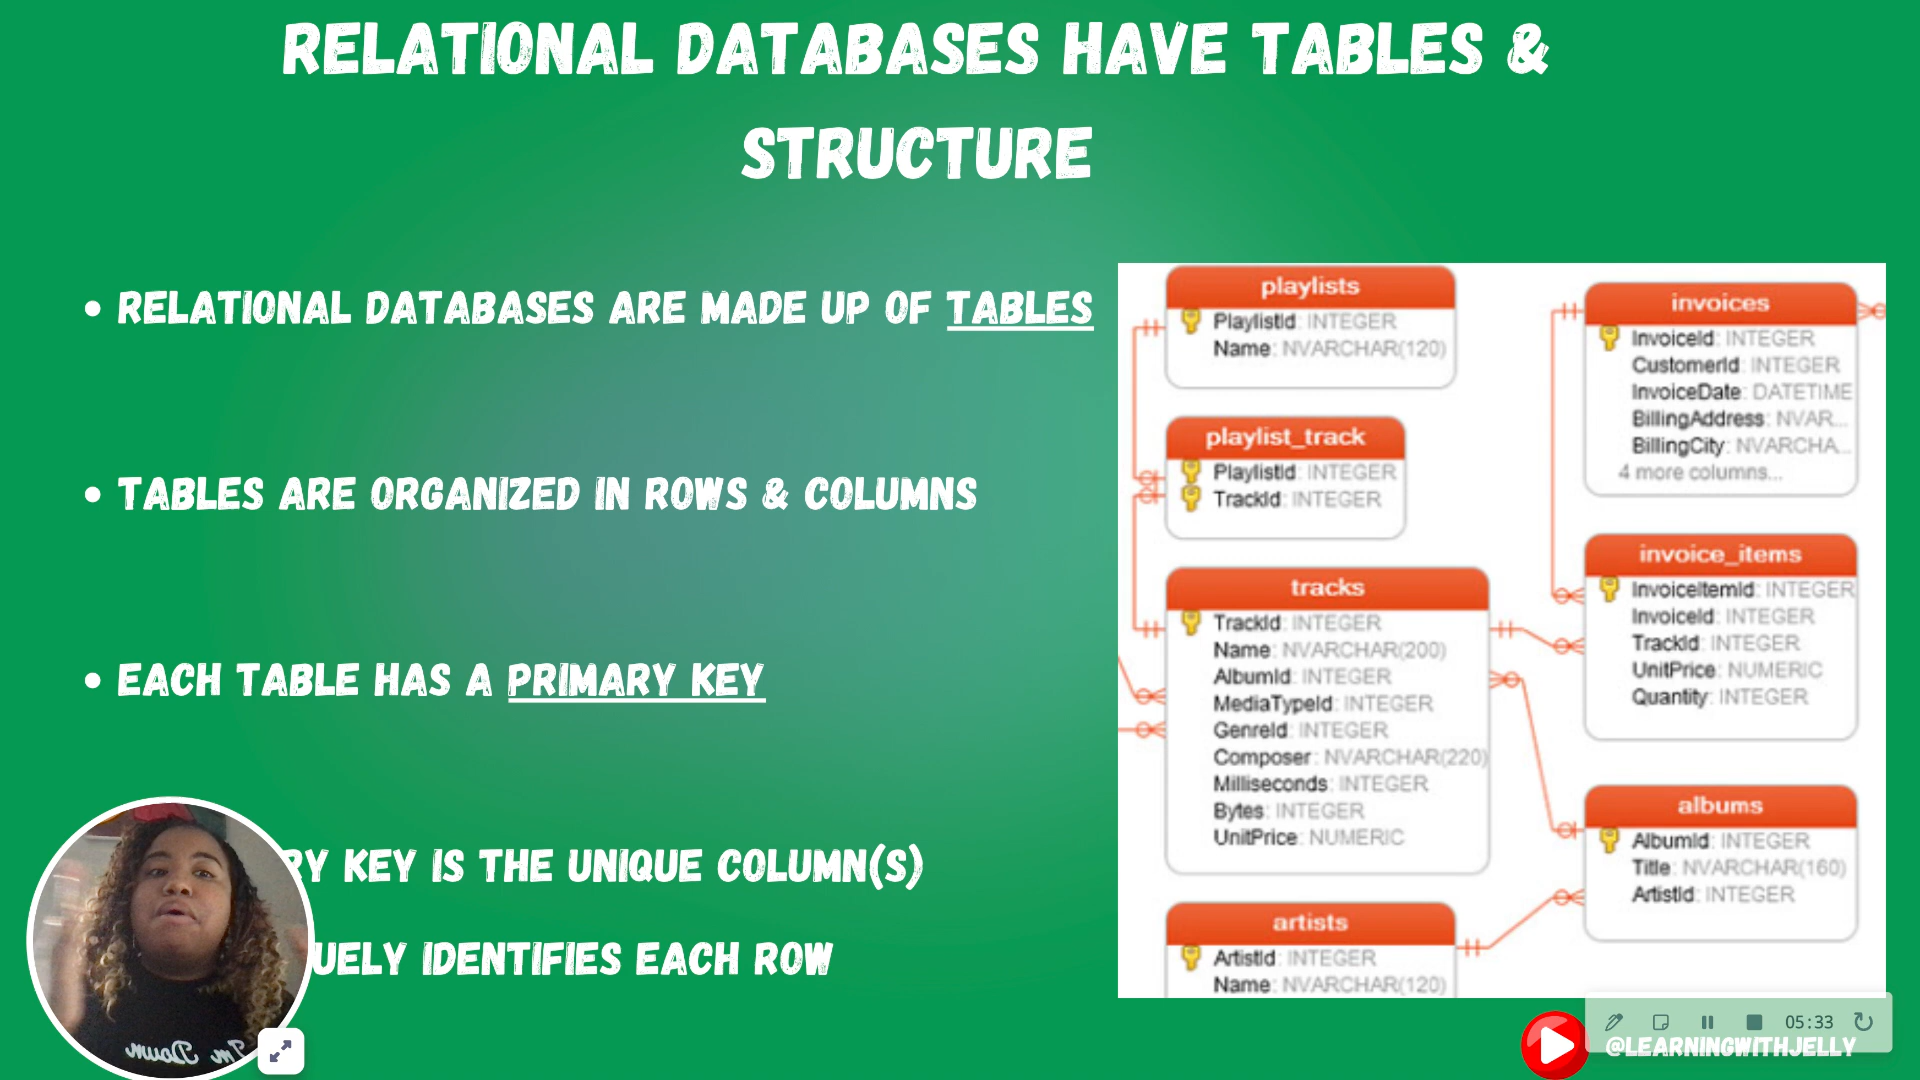 RELATIONAL DATABASES HAVE TABLES &
STRUCTURE
• RELATIONAL DATABASES ARE MADE UP OF TABLES
• TABLES ARE ORGANIZED IN ROWS & COLUMNS
• EACH TABLE HAS A PRIMARY KEY
RY KEY IS THE UNIQUE COLUMN(S)
UELY IDENTIFIES EACH ROW
playlists
PlaylistId: INTEGER
Name: NVARCHAR(120)
playlist_track
PlaylistId: INTEGER
TrackId: INTEGER
tracks
TrackId: INTEGER
Name: NVARCHAR(200)
AlbumId: INTEGER
MediaTypeId: INTEGER
GenreId: INTEGER
Composer: NVARCHAR(220)
Milliseconds: INTEGER
Bytes: INTEGER
UnitPrice: NUMERIC
artists
ArtistId: INTEGER
Name: NVARCHAR(120)
invoices
InvoiceId: INTEGER
CustomerId: INTEGER
InvoiceDate: DATETIME
BillingAddress: NVAR...
BillingCity: NVARCHA...
4 more columns...
invoice_items
InvoiceItemId: INTEGER
InvoiceId: INTEGER
TrackId: INTEGER
UnitPrice: NUMERIC
Quantity: INTEGER
albums
AlbumId: INTEGER
Title: NVARCHAR(160)
ArtistId: INTEGER
I'm Down
05:33
@LEARNINGWITHJELLY